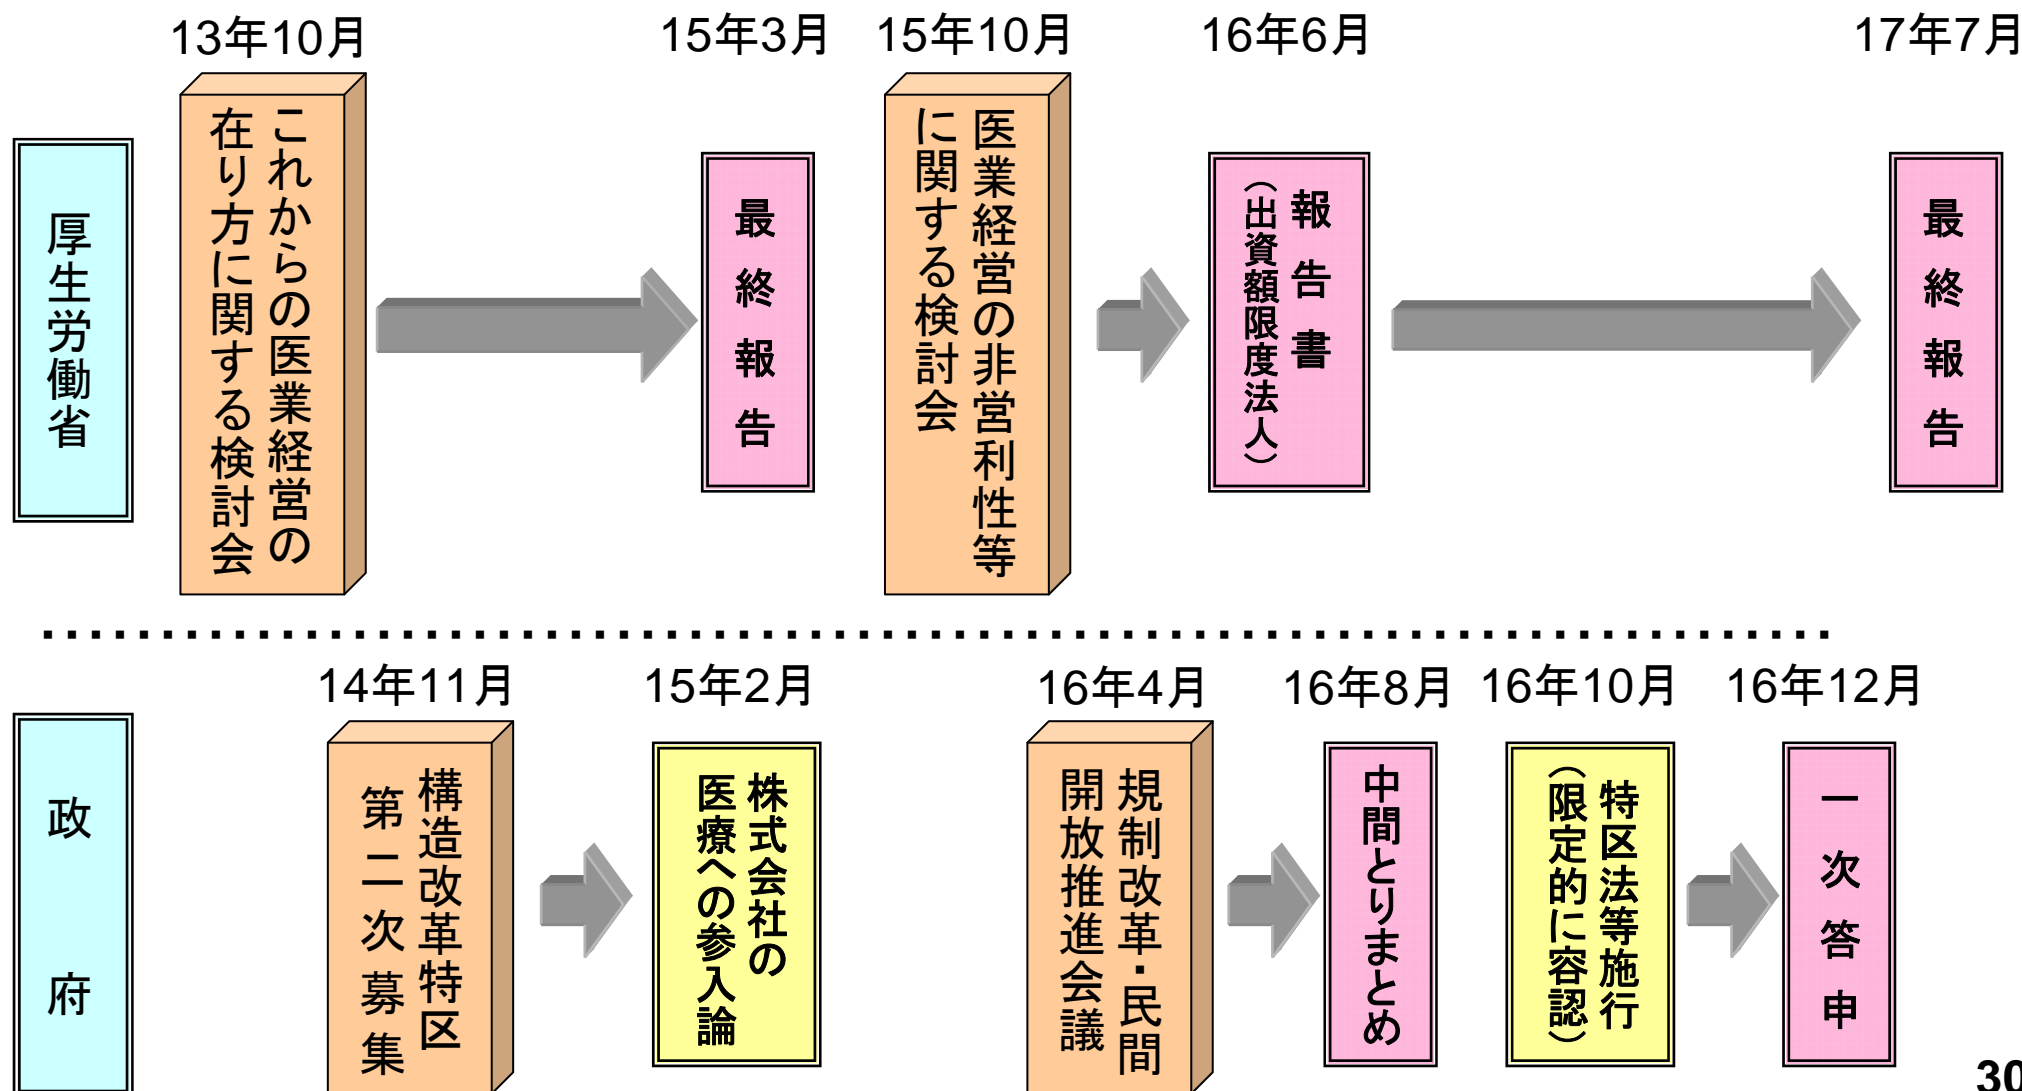 13年10月
15年3月
15年10月
16年6月
17年7月
厚生労働省
これからの医業経営の
在り方に関する検討会
最終報告
医業経営の非営利性等
に関する検討会
報告書
（出資額限度法人）
最終報告
14年11月
15年2月
16年4月
16年8月
16年10月
16年12月
政府
構造改革特区
第二次募集
株式会社の
医療への参入論
規制改革・民間
開放推進会議
中間とりまとめ
特区法等施行
（限定的に容認）
一次答申
30